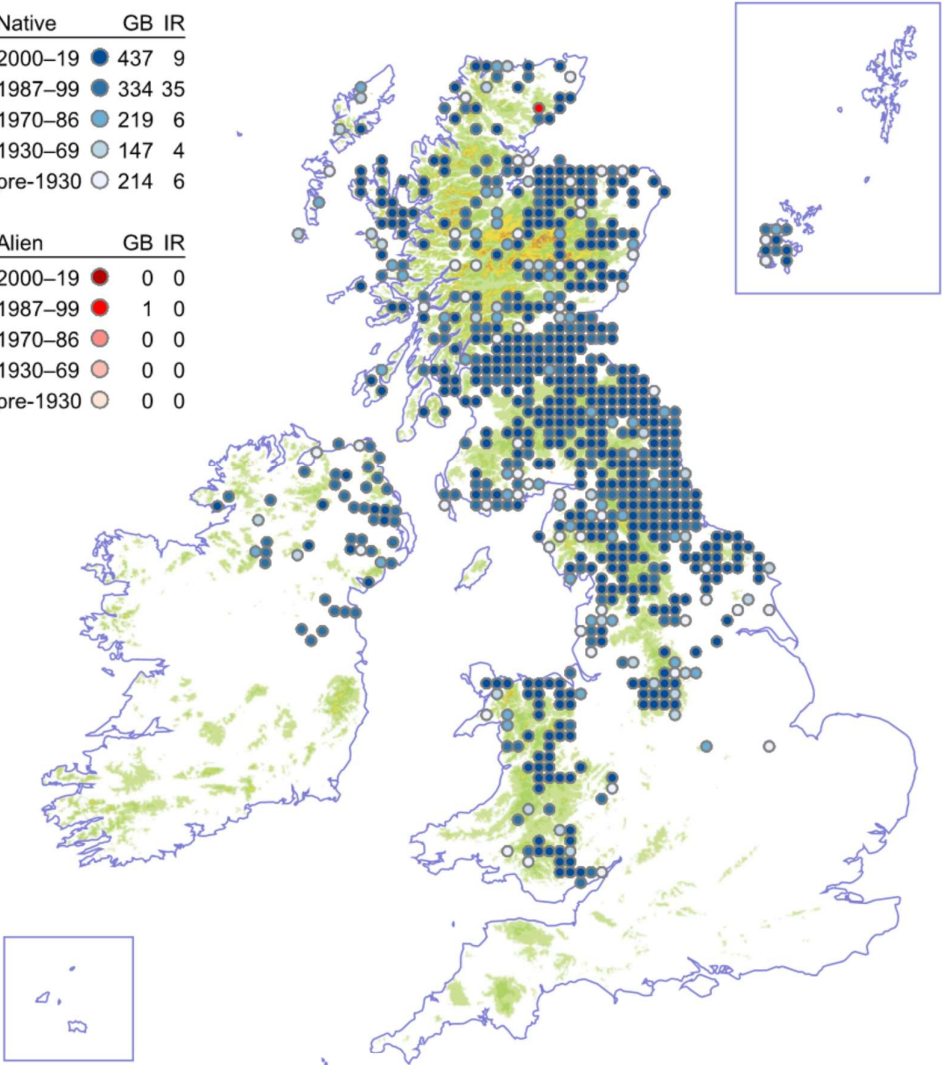 Native GB IR
2000–19 437 9
1987–99 334 35
1970–86 219 6
1930–69 147 4
pre-1930 214 6
Alien GB IR
2000–19 0 0
1987–99 1 0
1970–86 0 0
1930–69 0 0
pre-1930 0 0